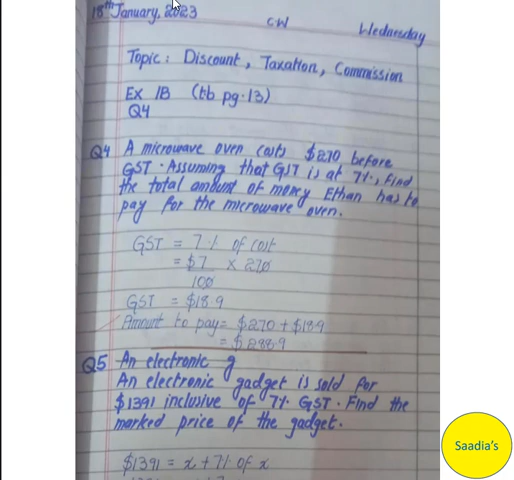 18th January, 2023
CW
Wednesday
Topic: Discount, Taxation, Commission
Ex 1B (tb pg.13)
Q4
Q4 A microwave oven costs $270 before
GST. Assuming that GST is at 7%, find
the total amount of money Ethan has to
pay for the microwave oven.
GST = 7% of cost
= $7 × 270
100
GST = $18.9
Amount to pay = $270 + $18.9
= $288.9
Q5 An electronic g
An electronic gadget is sold for
$1391 inclusive of 7% GST. Find the
marked price of the gadget.
$1391 = x + 7% of x
Saadia's